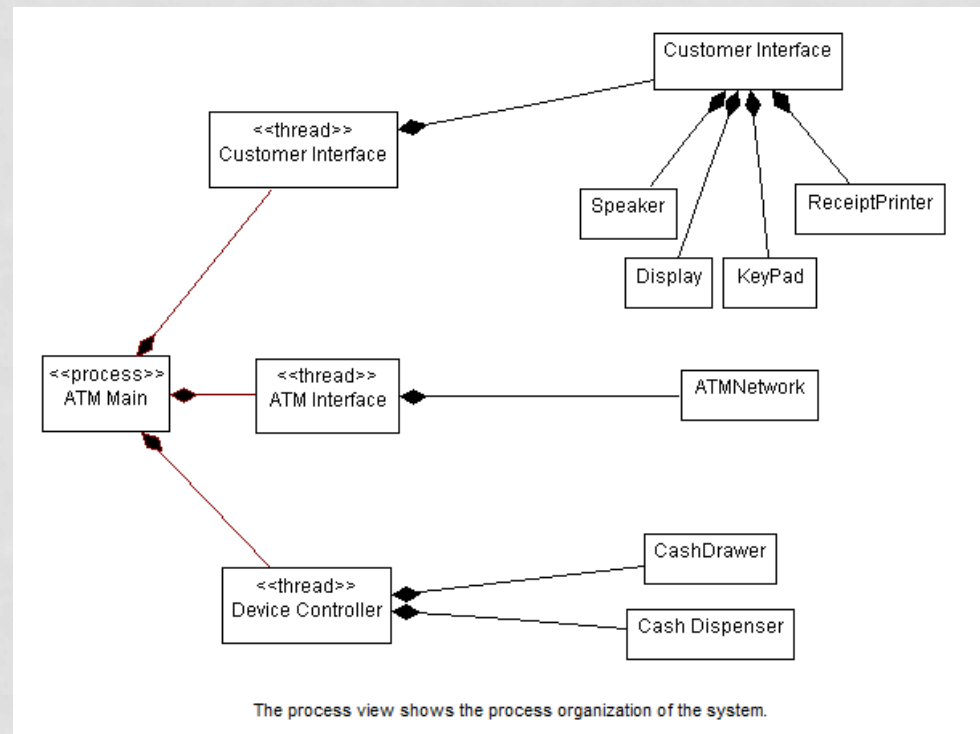 Customer Interface
<<thread>>
Customer Interface
Speaker
ReceiptPrinter
Display
KeyPad
<<process>>
ATM Main
<<thread>>
ATM Interface
ATMNetwork
<<thread>>
Device Controller
CashDrawer
Cash Dispenser
The process view shows the process organization of the system.